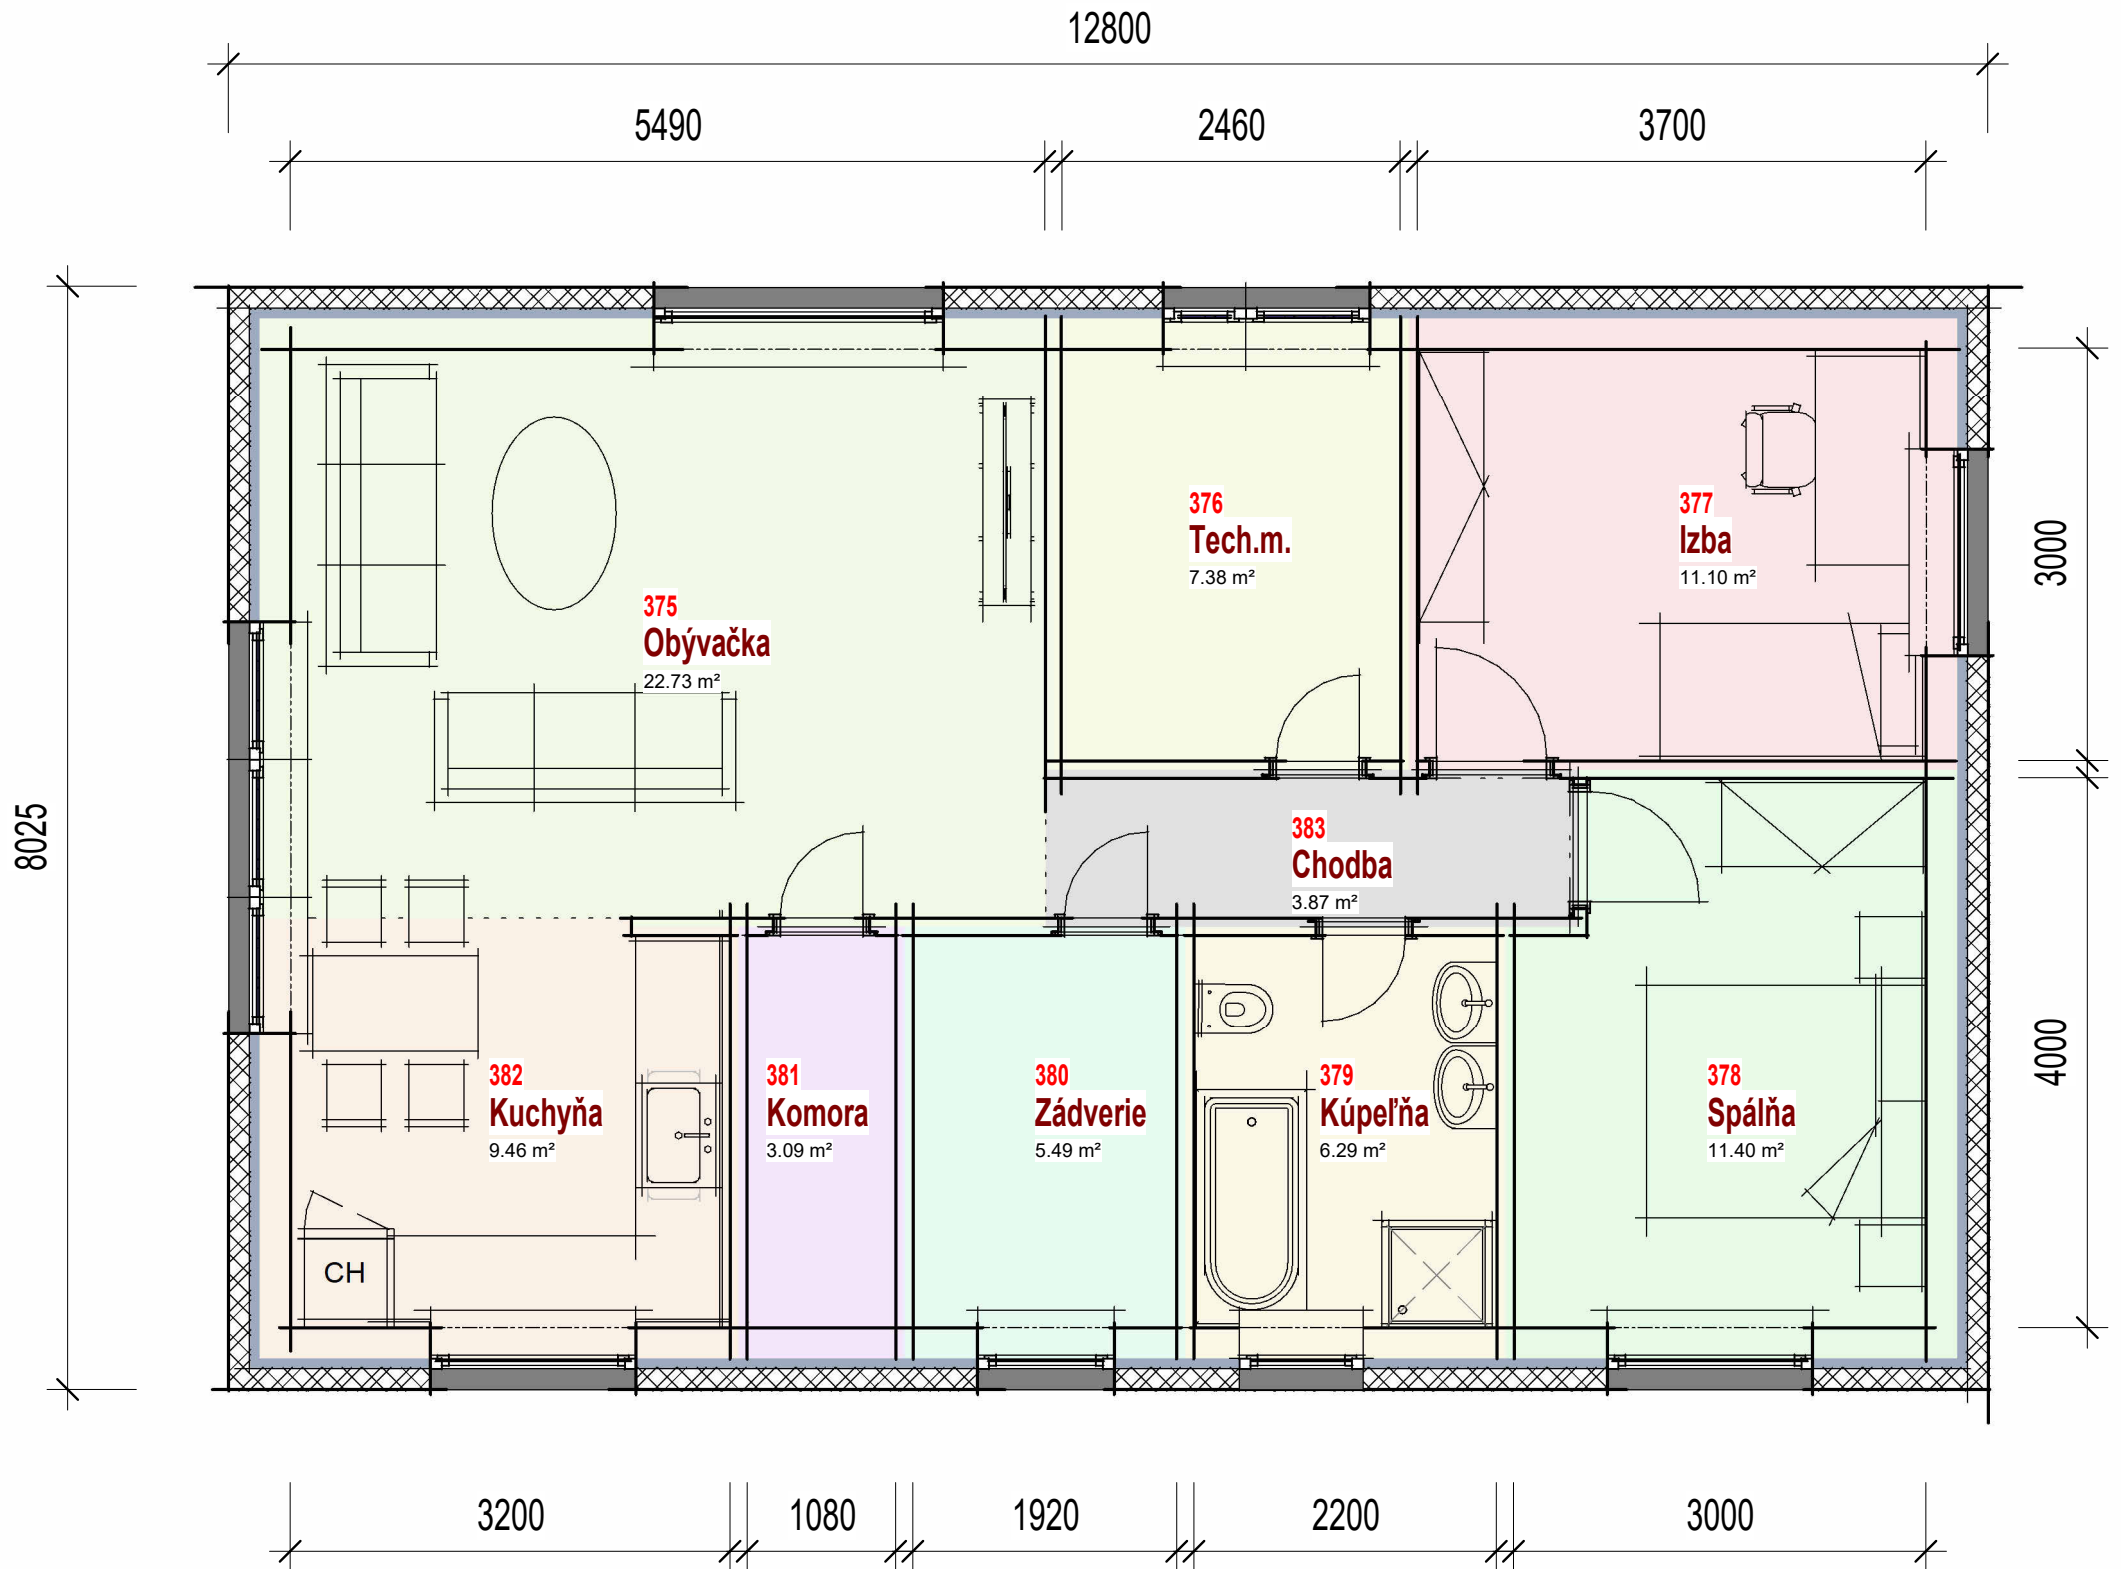 12800
5490
2460
3700
376
Tech.m.
7.38 m²
377
Izba
11.10 m²
3000
375
Obývačka
22.73 m²
8025
383
Chodba
3.87 m²
382
Kuchyňa
9.46 m²
381
Komora
3.09 m²
380
Zádverie
5.49 m²
379
Kúpeľňa
6.29 m²
378
Spálňa
11.40 m²
4000
CH
3200
1080
1920
2200
3000